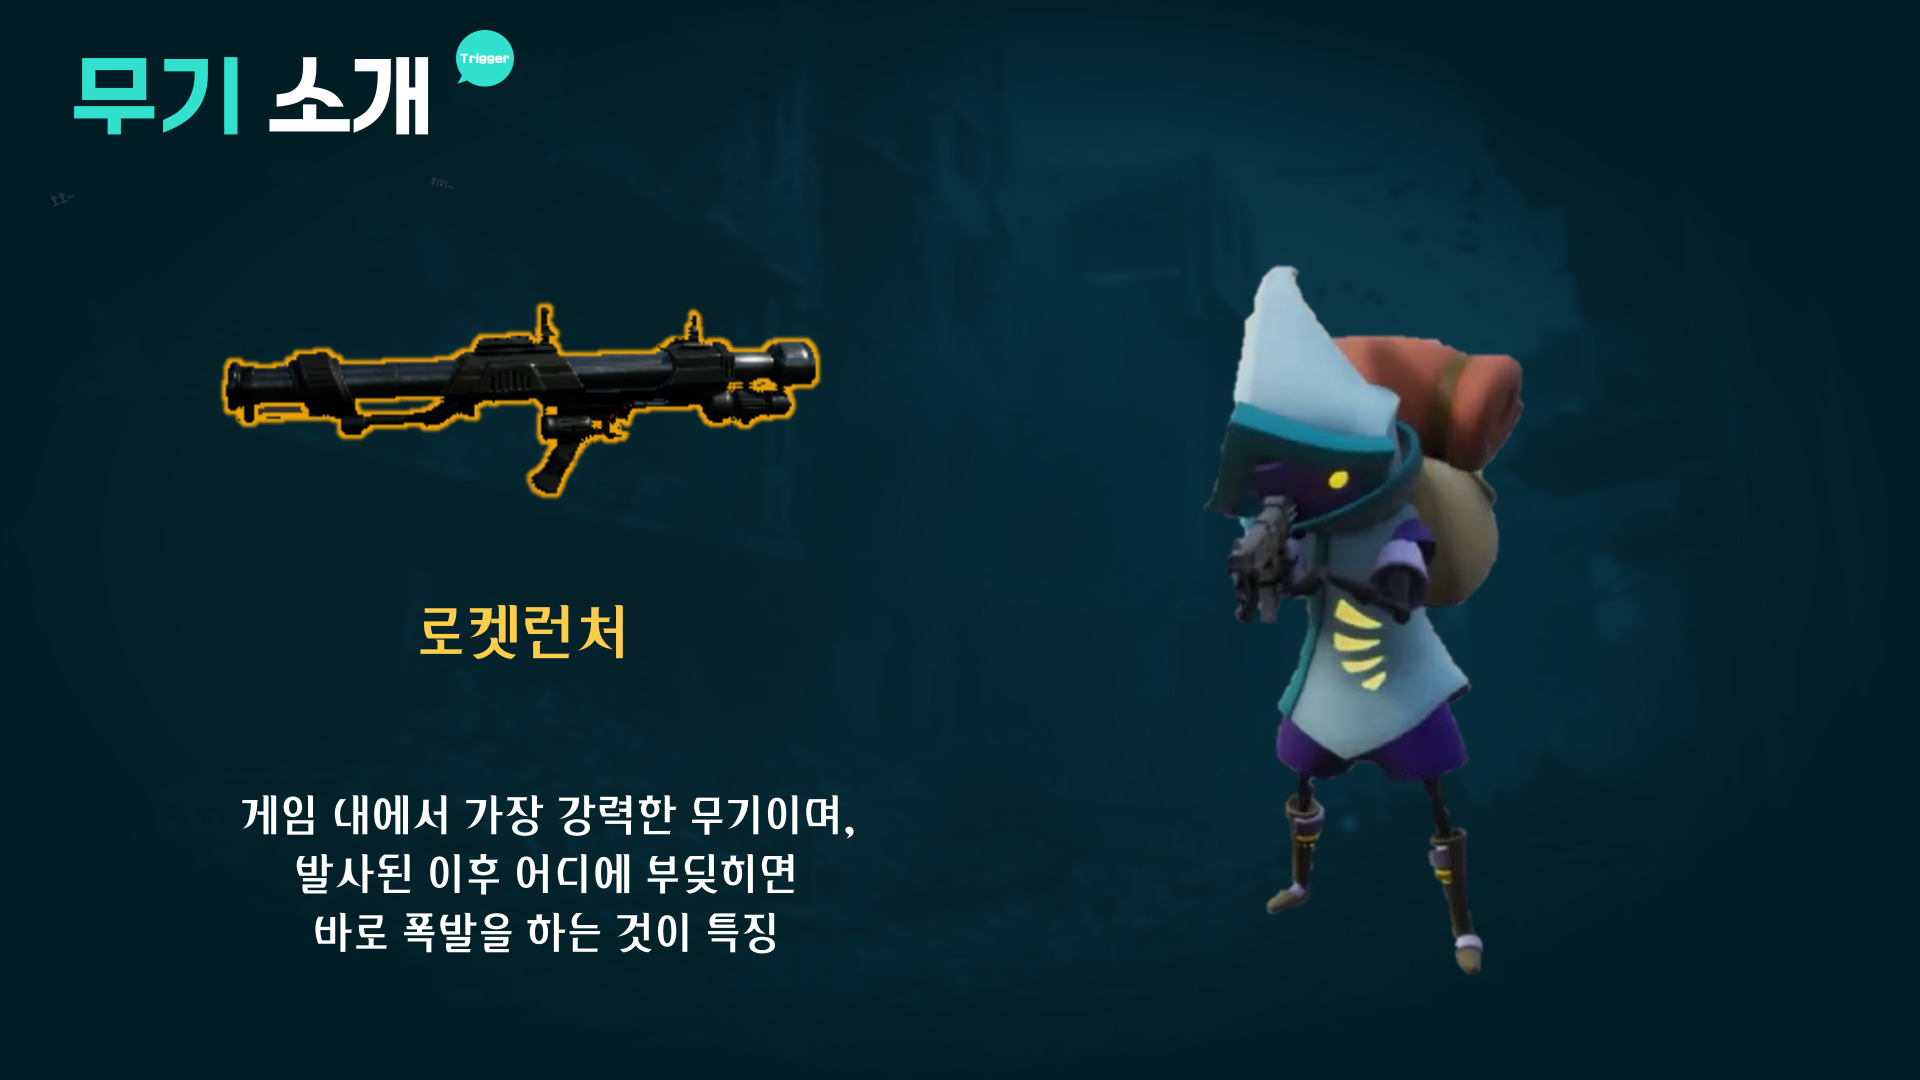 무기 소개
Trigger
로켓런처
게임 내에서 가장 강력한 무기이며,
발사된 이후 어디에 부딪히면
바로 폭발을 하는 것이 특징